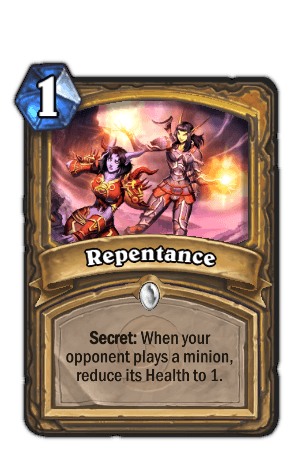 1
Repentance
Secret: When your
opponent plays a minion,
reduce its Health to 1.